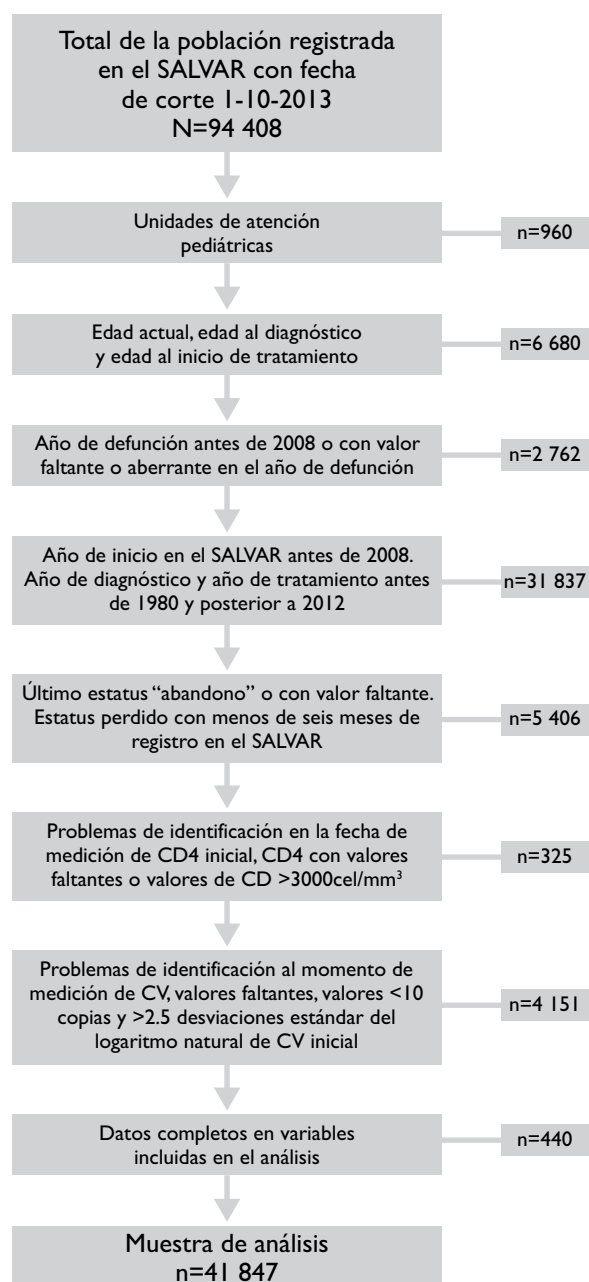 Total de la población registrada
en el SALVAR con fecha
de corte 1-10-2013
N=94 408
Unidades de atención
pediátricas
n=960
Edad actual, edad al diagnóstico
y edad al inicio de tratamiento
n=6 680
Año de defunción antes de 2008 o con valor
faltante o aberrante en el año de defunción
n=2 762
Año de inicio en el SALVAR antes de 2008.
Año de diagnóstico y año de tratamiento antes
de 1980 y posterior a 2012
n=31 837
Último estatus “abandono” o con valor faltante.
Estatus perdido con menos de seis meses de
registro en el SALVAR
n=5 406
Problemas de identificación en la fecha de
medición de CD4 inicial, CD4 con valores
faltantes o valores de CD >3000cel/mm³
n=325
Problemas de identificación al momento de
medición de CV, valores faltantes, valores <10
copias y >2.5 desviaciones estándar del
logaritmo natural de CV inicial
n=4 151
Datos completos en variables
incluidas en el análisis
n=440
Muestra de análisis
n=41 847